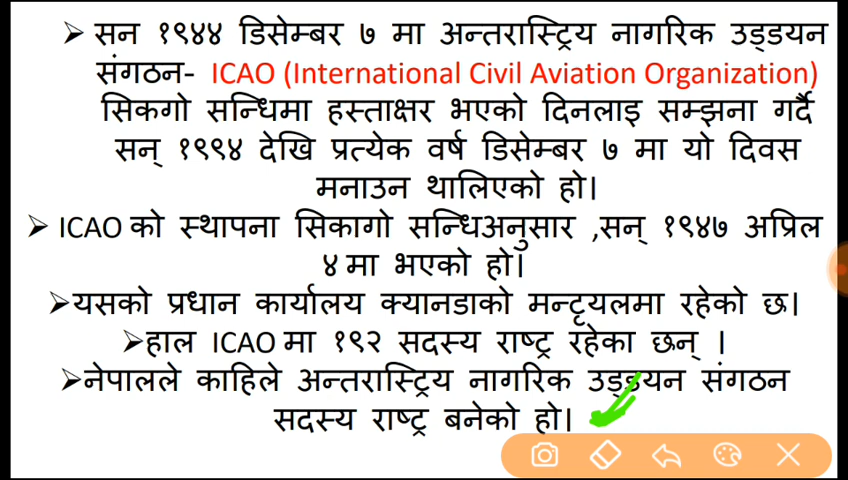 ➢ सन १९४४ डिसेम्बर ७ मा अन्तरास्ट्रिय नागरिक उड्डयन
संगठन- ICAO (International Civil Aviation Organization)
सिकगो सन्धिमा हस्ताक्षर भएको दिनलाइ सम्झना गर्दै
सन् १९९४ देखि प्रत्येक वर्ष डिसेम्बर ७ मा यो दिवस
मनाउन थालिएको हो।
➢ ICAO को स्थापना सिकागो सन्धिअनुसार ,सन् १९४७ अप्रिल
४ मा भएको हो।
➢यसको प्रधान कार्यालय क्यानडाको मन्ट्रृयलमा रहेको छ।
➢हाल ICAO मा १९२ सदस्य राष्ट्र रहेका छन् ।
➢नेपालले काहिले अन्तरास्ट्रिय नागरिक उड्डयन संगठन
सदस्य राष्ट्र बनेको हो।